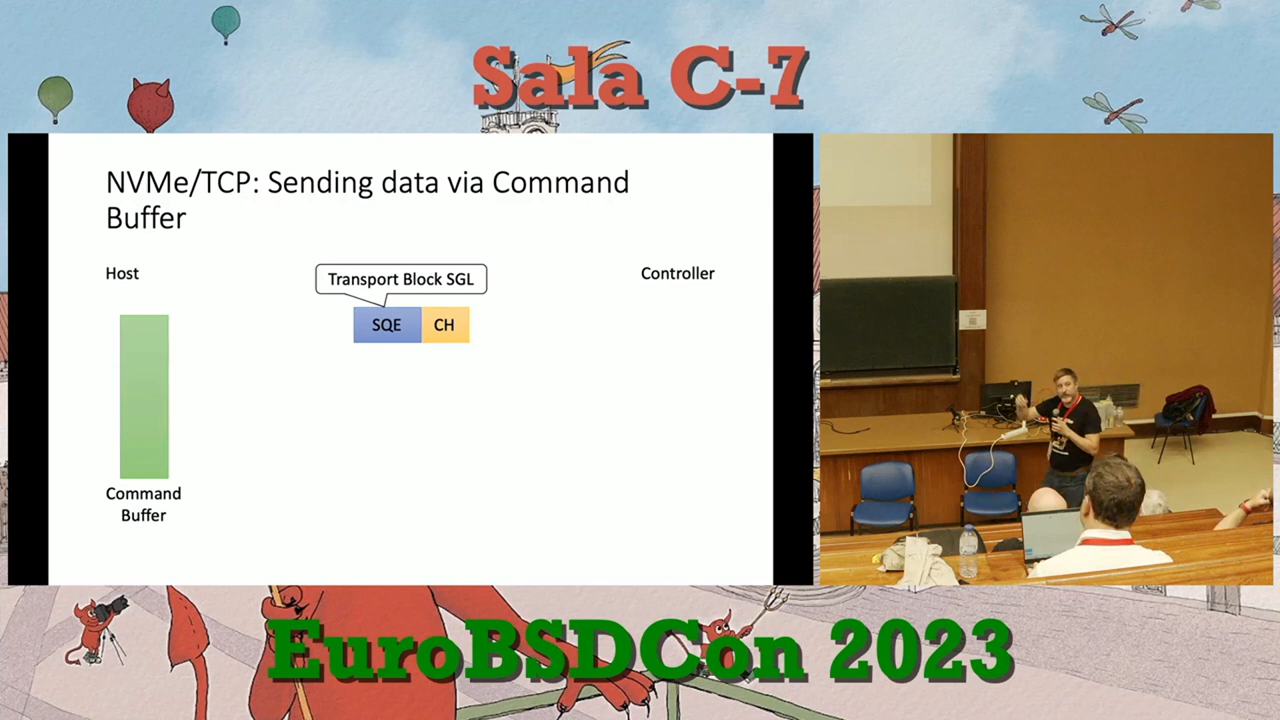 Sala C-7
NVMe/TCP: Sending data via Command
Buffer
Host
Transport Block SGL
Controller
SQE
CH
Command
Buffer
EuroBSDCon 2023